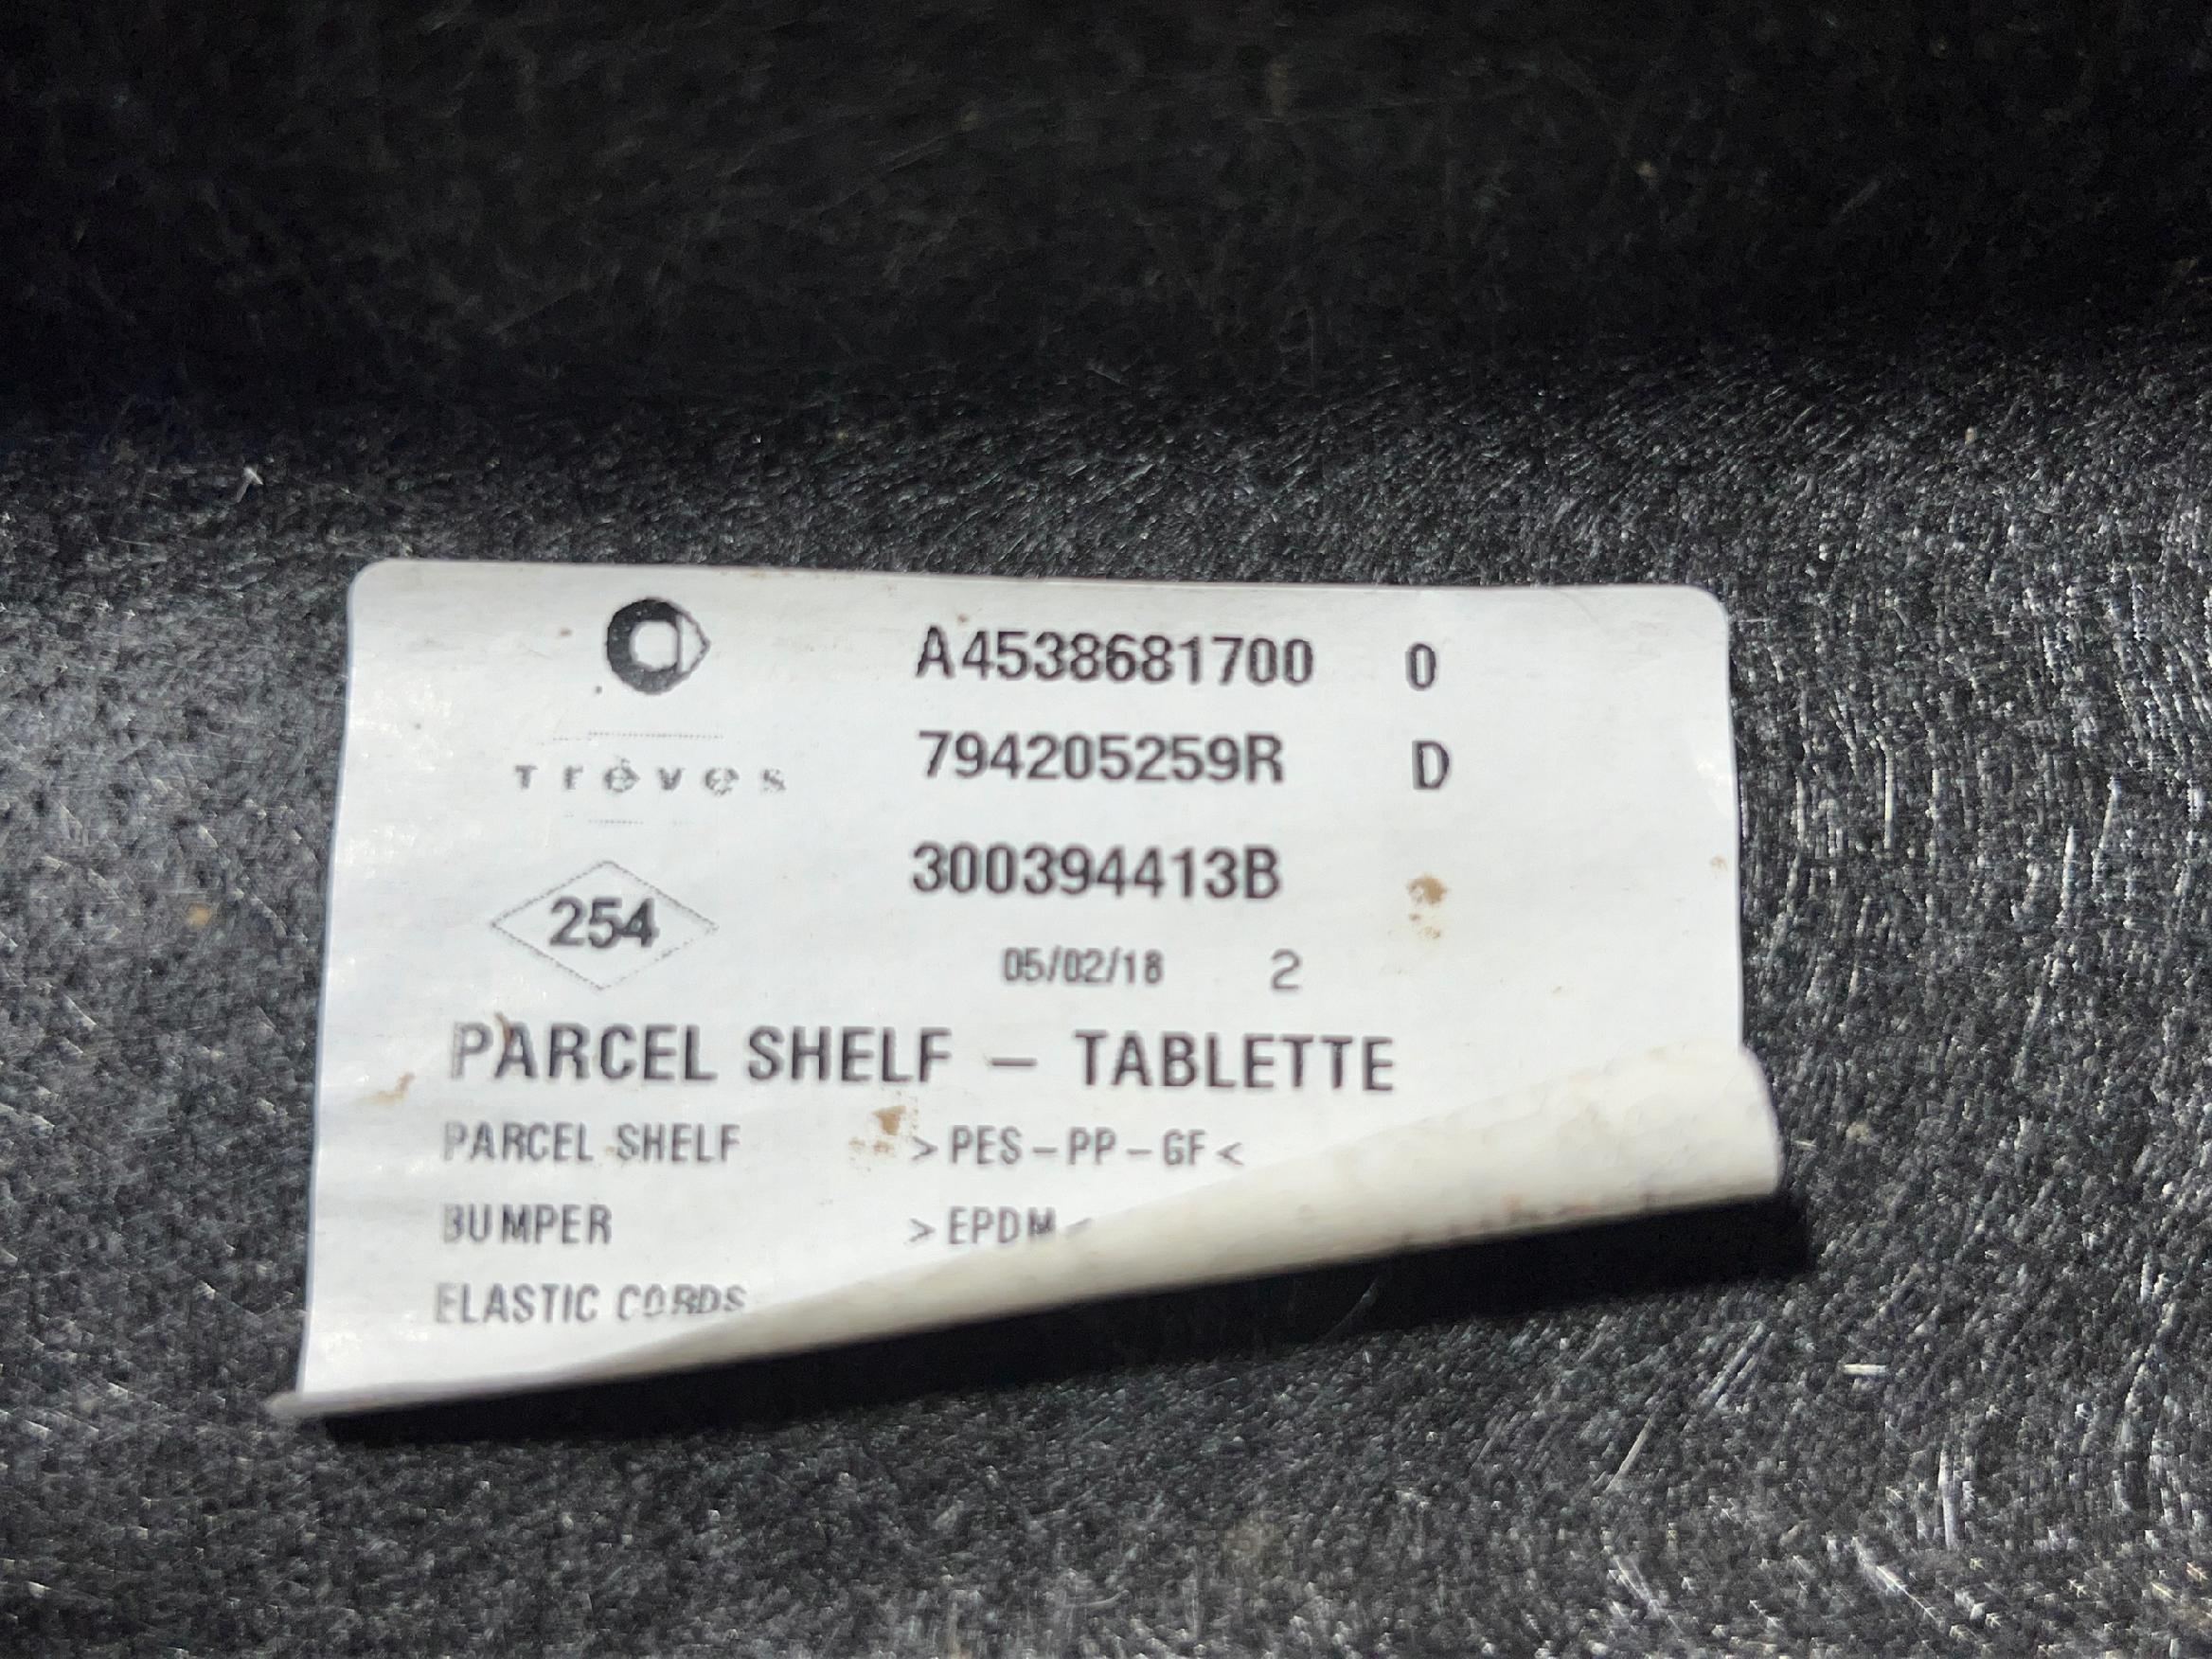 A4538681700 0
Trèves
794205259R D
300394413B
254
05/02/18 2
PARCEL SHELF – TABLETTE
PARCEL SHELF >PES-PP-GF<
BUMPER >EPDM<
ELASTIC CORDS